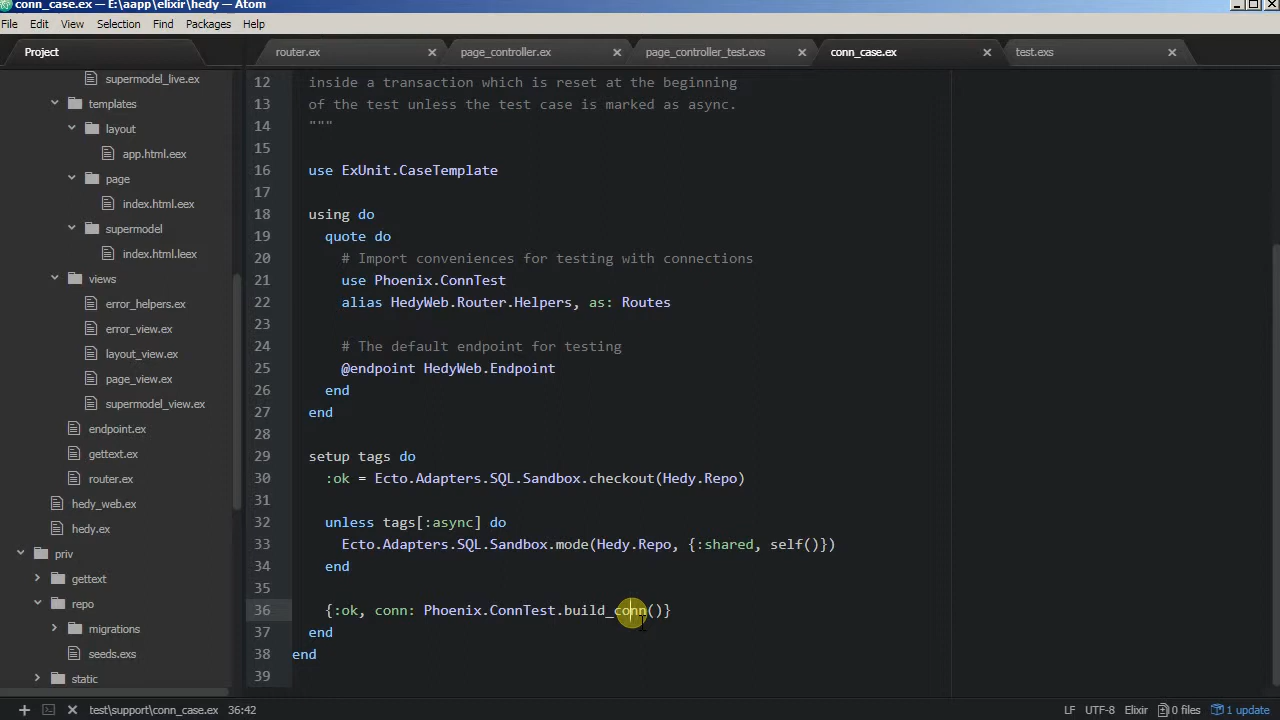 conn_case.ex — E:\aapp\elixir\hedy — Atom
File Edit View Selection Find Packages Help
Project
router.ex
page_controller.ex
page_controller_test.exs
conn_case.ex
test.exs
supermodel_live.ex
templates
layout
app.html.eex
page
index.html.eex
supermodel
index.html.leex
views
error_helpers.ex
error_view.ex
layout_view.ex
page_view.ex
supermodel_view.ex
endpoint.ex
gettext.ex
router.ex
hedy_web.ex
hedy.ex
priv
gettext
repo
migrations
seeds.exs
static
12 inside a transaction which is reset at the beginning
13 of the test unless the test case is marked as async.
14 """
15
16 use ExUnit.CaseTemplate
17
18 using do
19 quote do
20 # Import conveniences for testing with connections
21 use Phoenix.ConnTest
22 alias HedyWeb.Router.Helpers, as: Routes
23
24 # The default endpoint for testing
25 @endpoint HedyWeb.Endpoint
26 end
27 end
28
29 setup tags do
30 :ok = Ecto.Adapters.SQL.Sandbox.checkout(Hedy.Repo)
31
32 unless tags[:async] do
33 Ecto.Adapters.SQL.Sandbox.mode(Hedy.Repo, {:shared, self()})
34 end
35
36 {:ok, conn: Phoenix.ConnTest.build_conn()}
37 end
38 end
39
test\support\conn_case.ex 36:42
LF UTF-8 Elixir 0 files 1 update